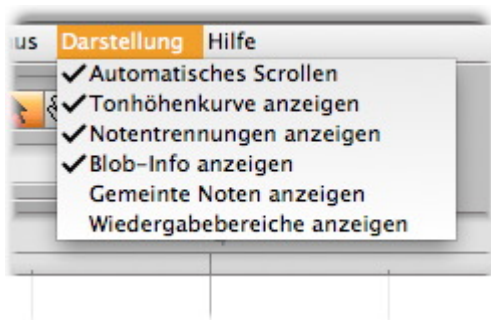 us Darstellung Hilfe
Automatisches Scrollen
Tonhöhenkurve anzeigen
Notentrennungen anzeigen
Blob-Info anzeigen
Gemeinte Noten anzeigen
Wiedergabebereiche anzeigen